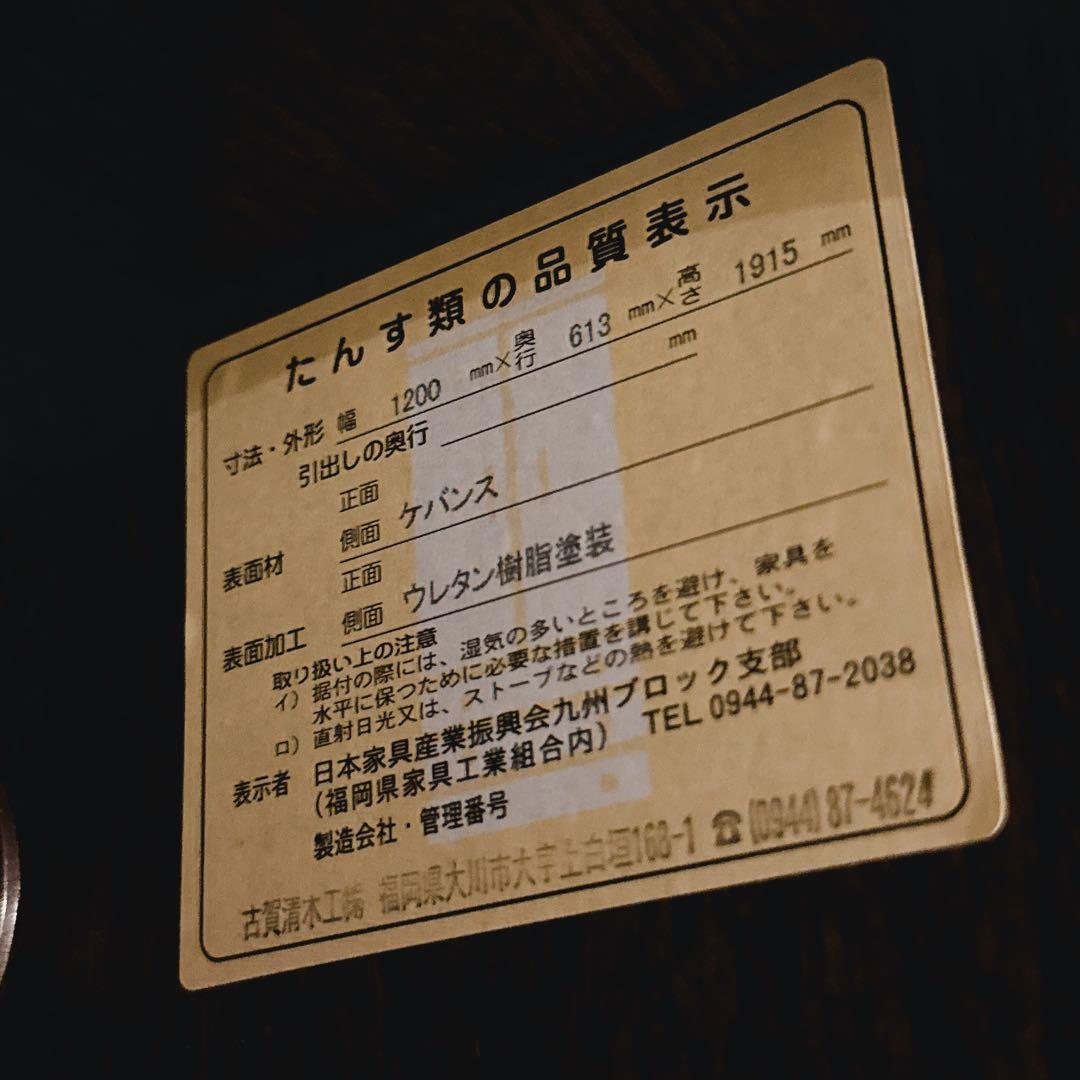 たんす類の品質表示
寸法・外形 幅 1200 mm×奥行 613 mm×高さ 1915 mm
引出しの奥行 mm
表面材 正面 側面 ケバンス
表面加工 正面 側面 ウレタン樹脂塗装
取り扱い上の注意
イ）据付の際には、湿気の多いところを避け、家具を
水平に保つために必要な措置を講じて下さい。
ロ）直射日光又は、ストーブなどの熱を避けて下さい。
表示者 日本家具産業振興会九州ブロック支部
（福岡県家具工業組合内） TEL 0944-87-2038
製造会社・管理番号
古賀清木工㈱ 福岡県大川市大字上白垣168-1 ☎(0944)87-4624